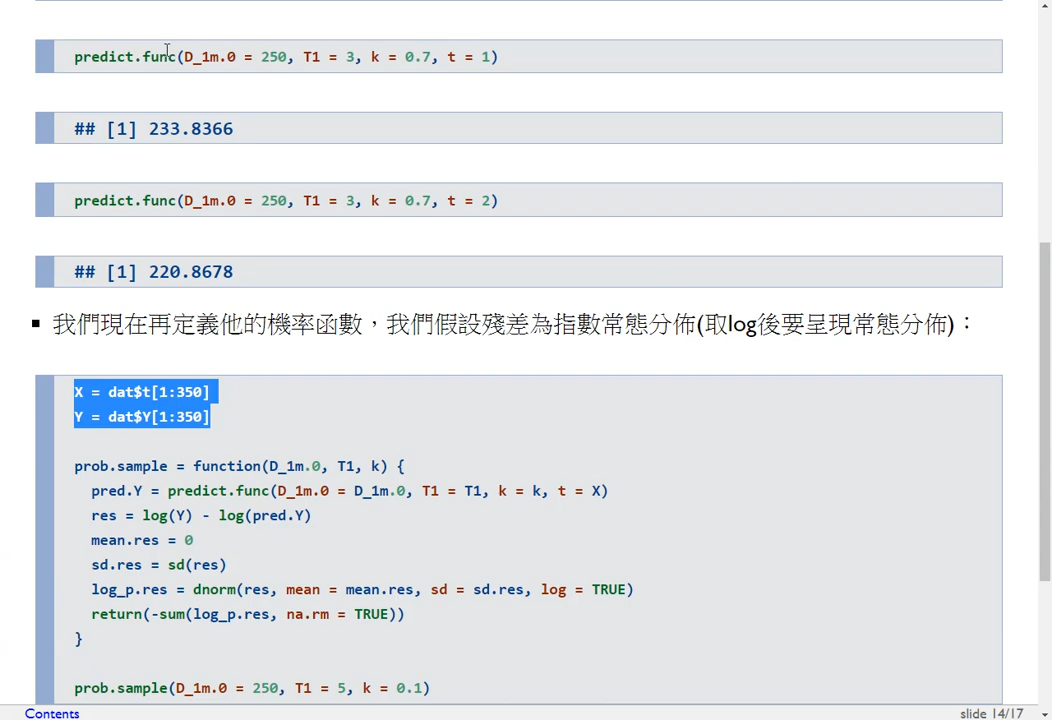 predict.func(D_1m.0 = 250, T1 = 3, k = 0.7, t = 1)
## [1] 233.8366
predict.func(D_1m.0 = 250, T1 = 3, k = 0.7, t = 2)
## [1] 220.8678
▪ 我們現在再定義他的機率函數，我們假設殘差為指數常態分佈(取log後要呈現常態分佈)：
X = dat$t[1:350]
Y = dat$Y[1:350]
prob.sample = function(D_1m.0, T1, k) {
pred.Y = predict.func(D_1m.0 = D_1m.0, T1 = T1, k = k, t = X)
res = log(Y) - log(pred.Y)
mean.res = 0
sd.res = sd(res)
log_p.res = dnorm(res, mean = mean.res, sd = sd.res, log = TRUE)
return(-sum(log_p.res, na.rm = TRUE))
}
prob.sample(D_1m.0 = 250, T1 = 5, k = 0.1)
Contents
slide 14/17